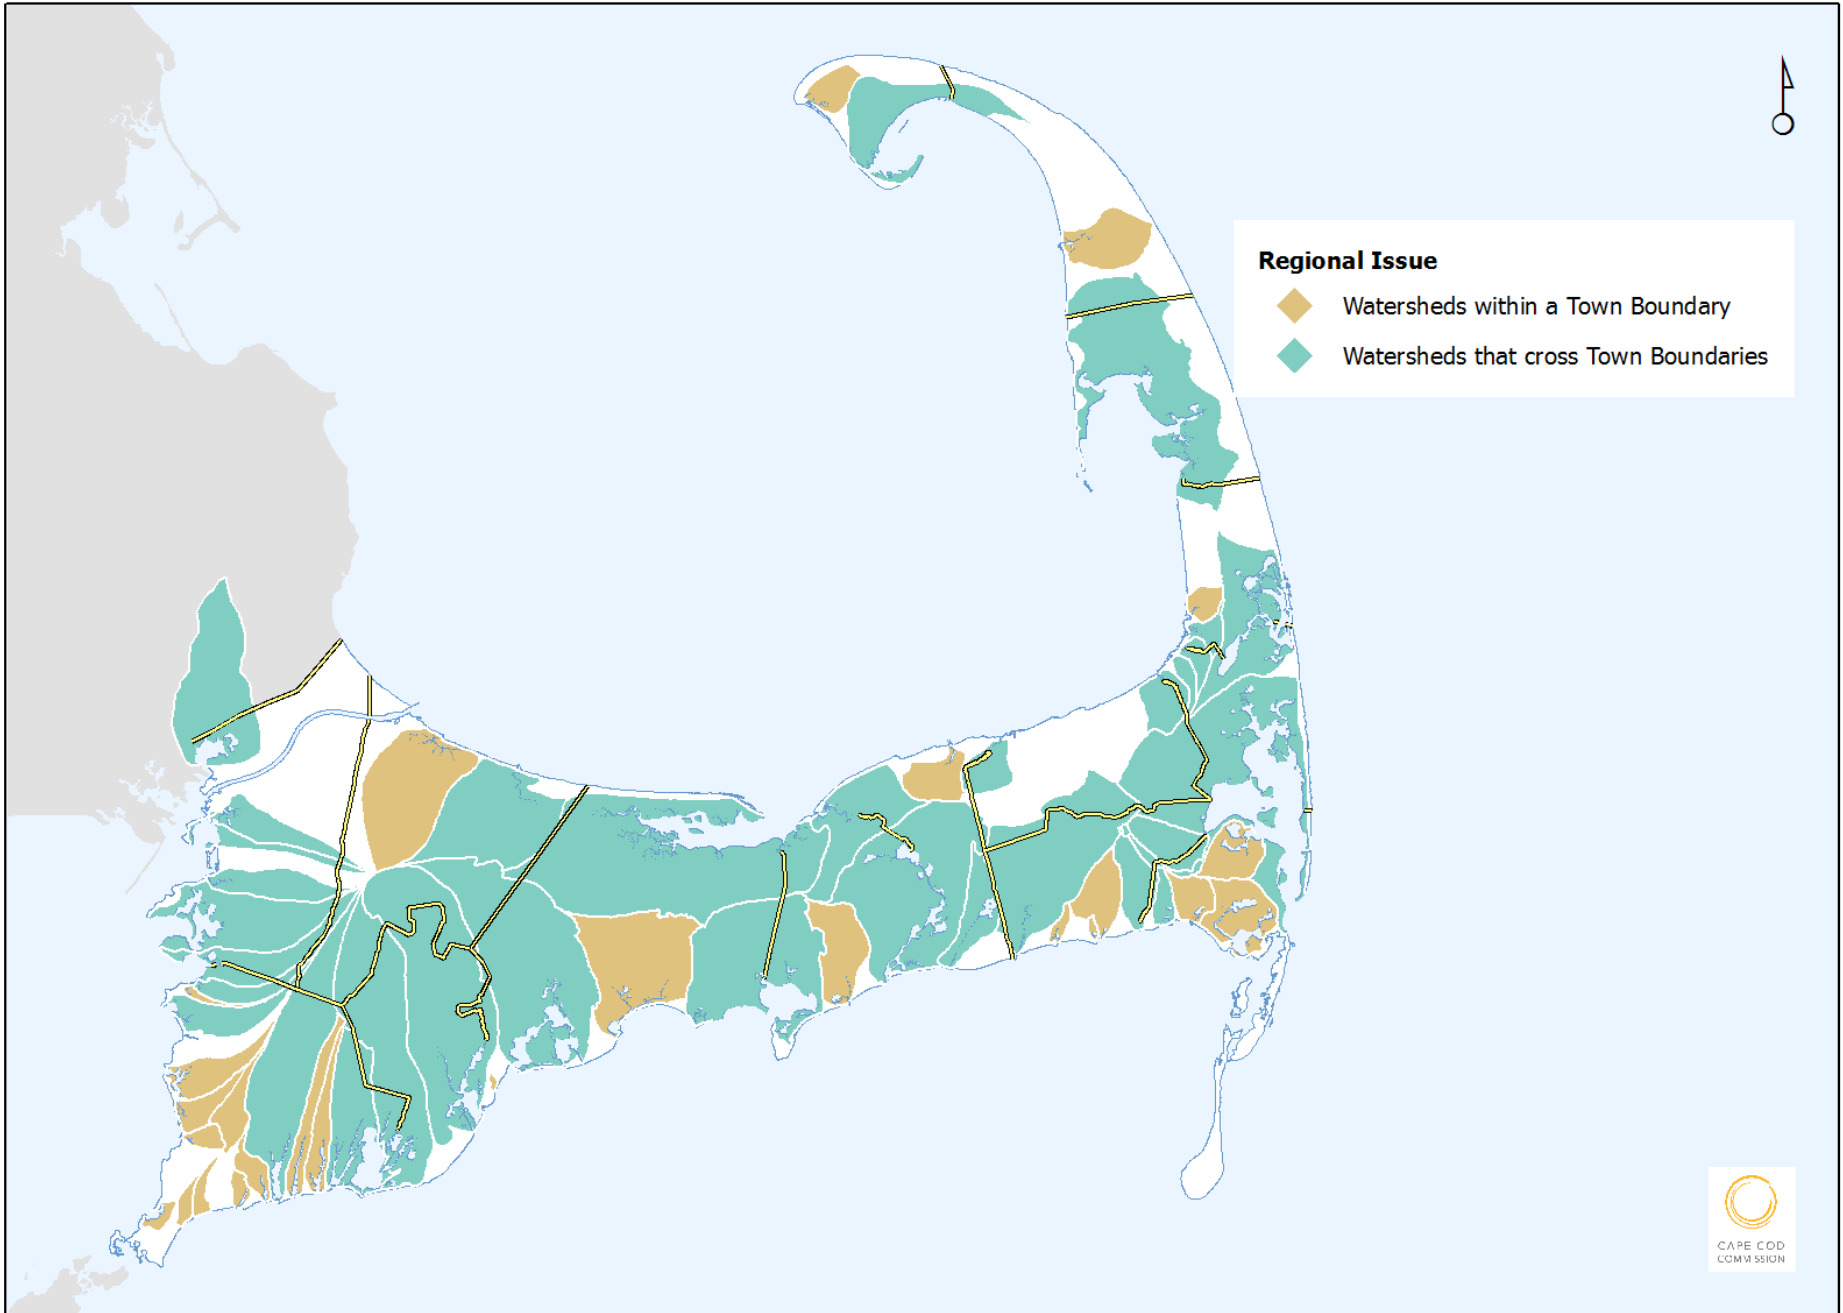 Regional Issue
Watersheds within a Town Boundary
Watersheds that cross Town Boundaries
CAPE COD
COMMISSION